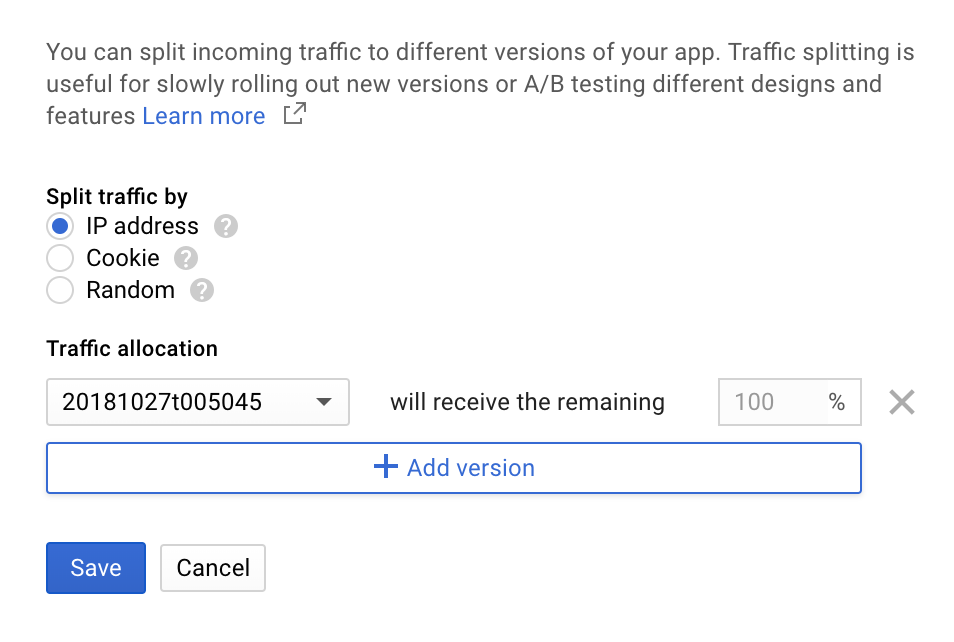 You can split incoming traffic to different versions of your app. Traffic splitting is
useful for slowly rolling out new versions or A/B testing different designs and
features Learn more
Split traffic by
IP address ?
Cookie ?
Random ?
Traffic allocation
20181027t005045 will receive the remaining 100 %
+ Add version
Save Cancel